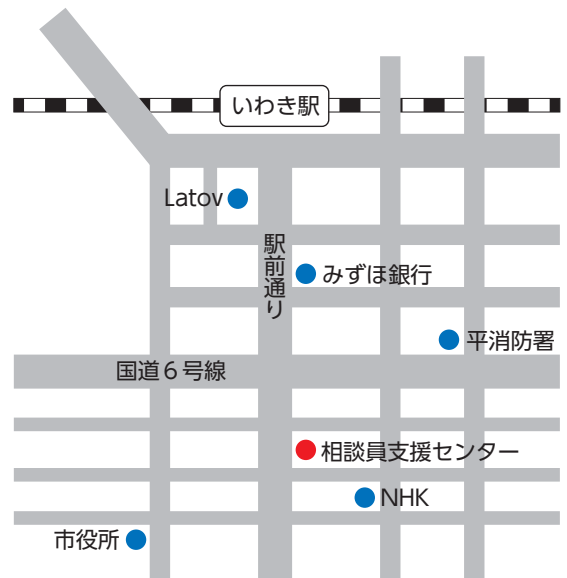 いわき駅
Latov
駅前通り
みずほ銀行
平消防署
国道6号線
相談員支援センター
NHK
市役所